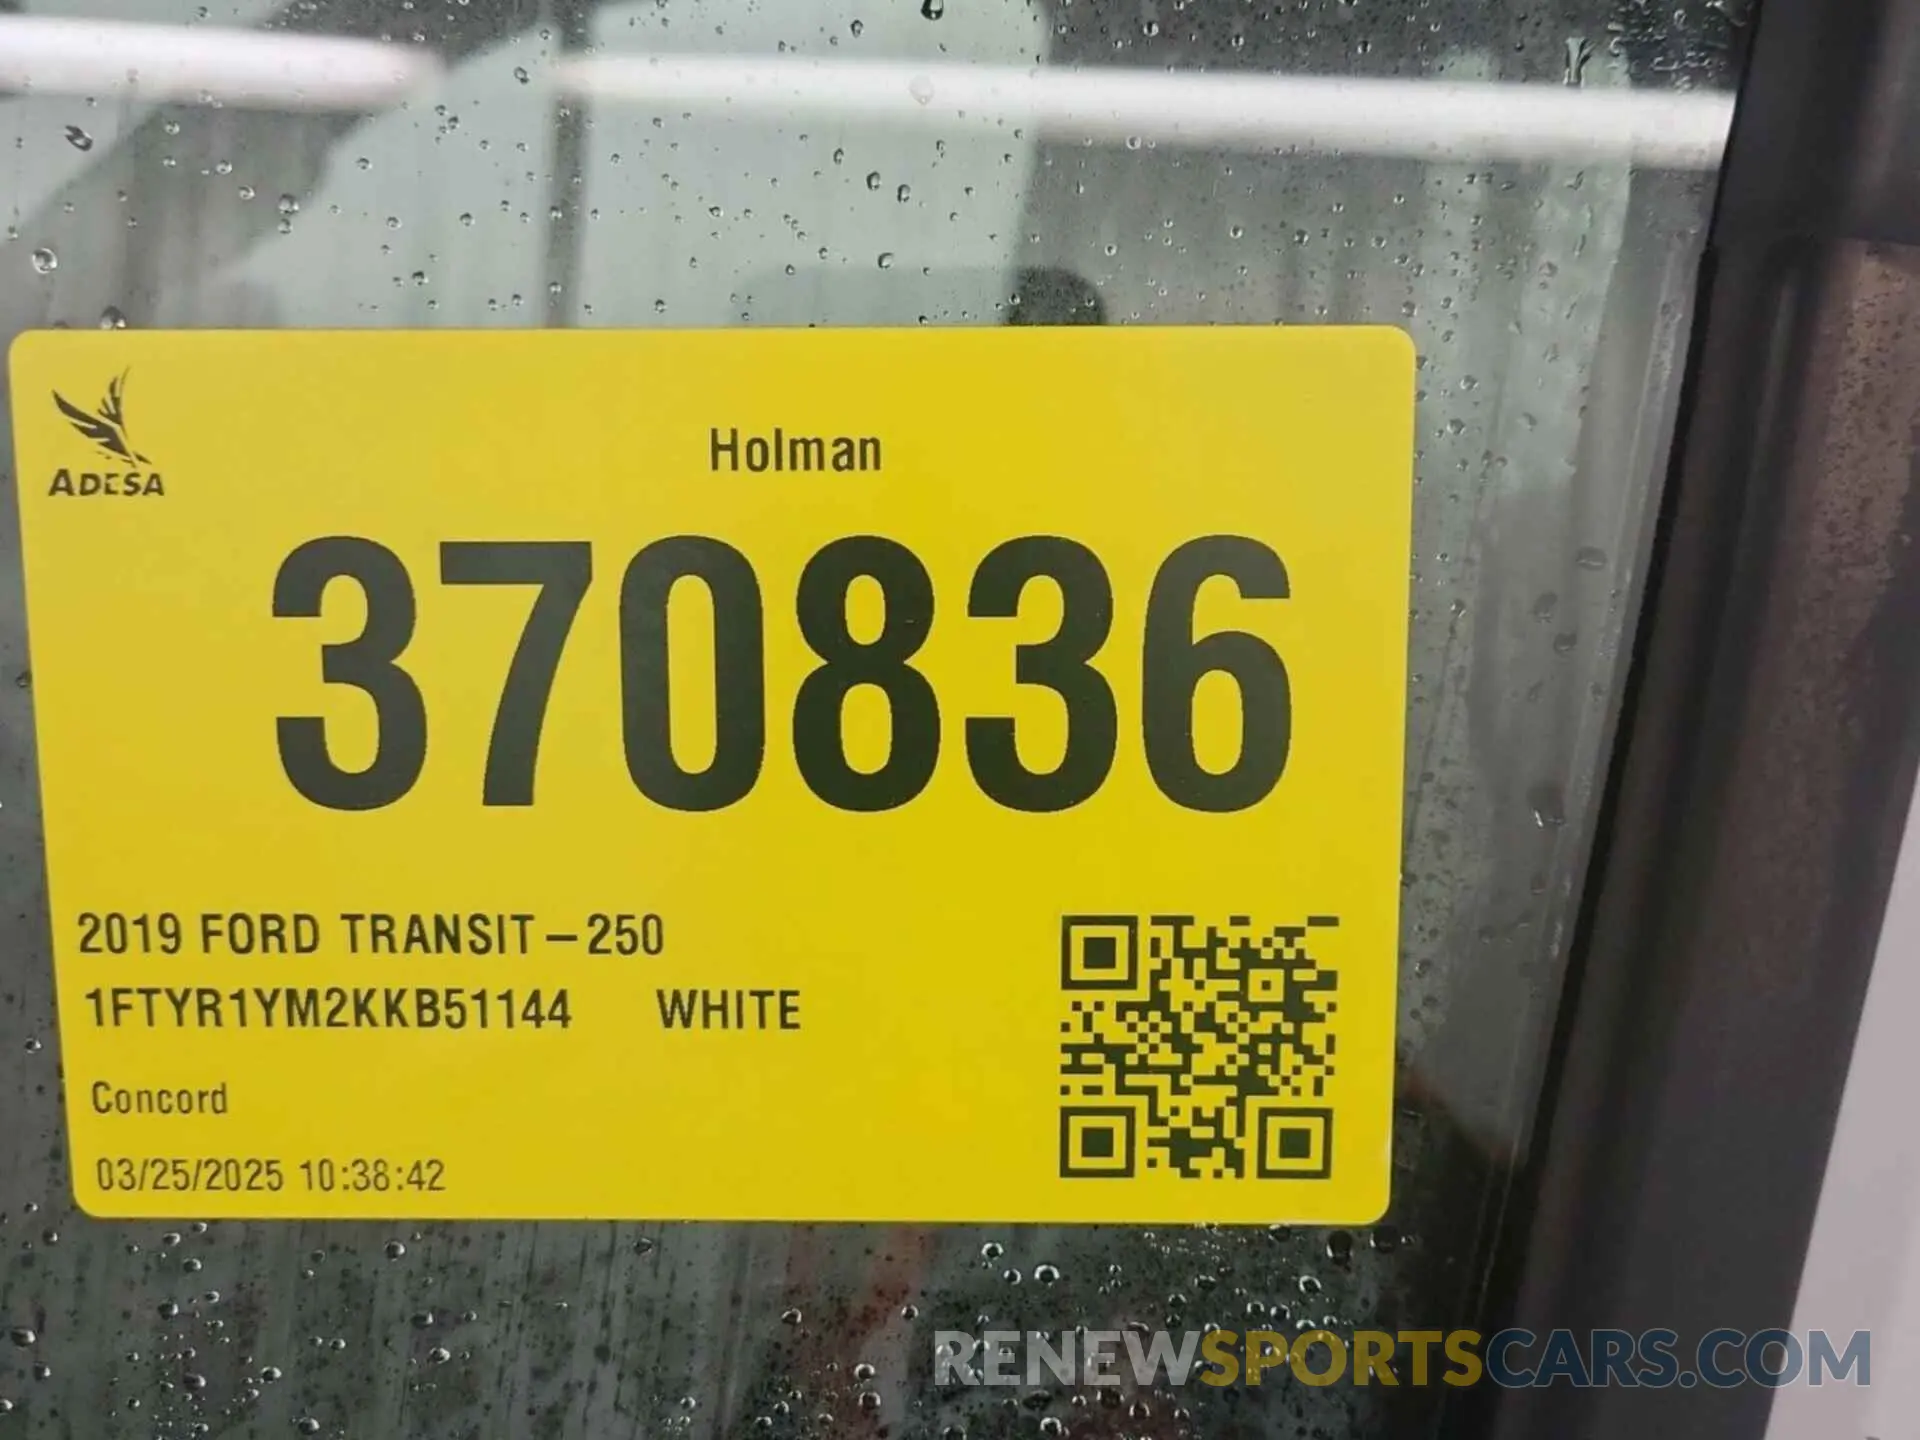 ADESA
Holman
370836
2019 FORD TRANSIT-250
1FTYR1YM2KKB51144 WHITE
Concord
03/25/2025 10:38:42
RENEWSPORTSCARS.COM